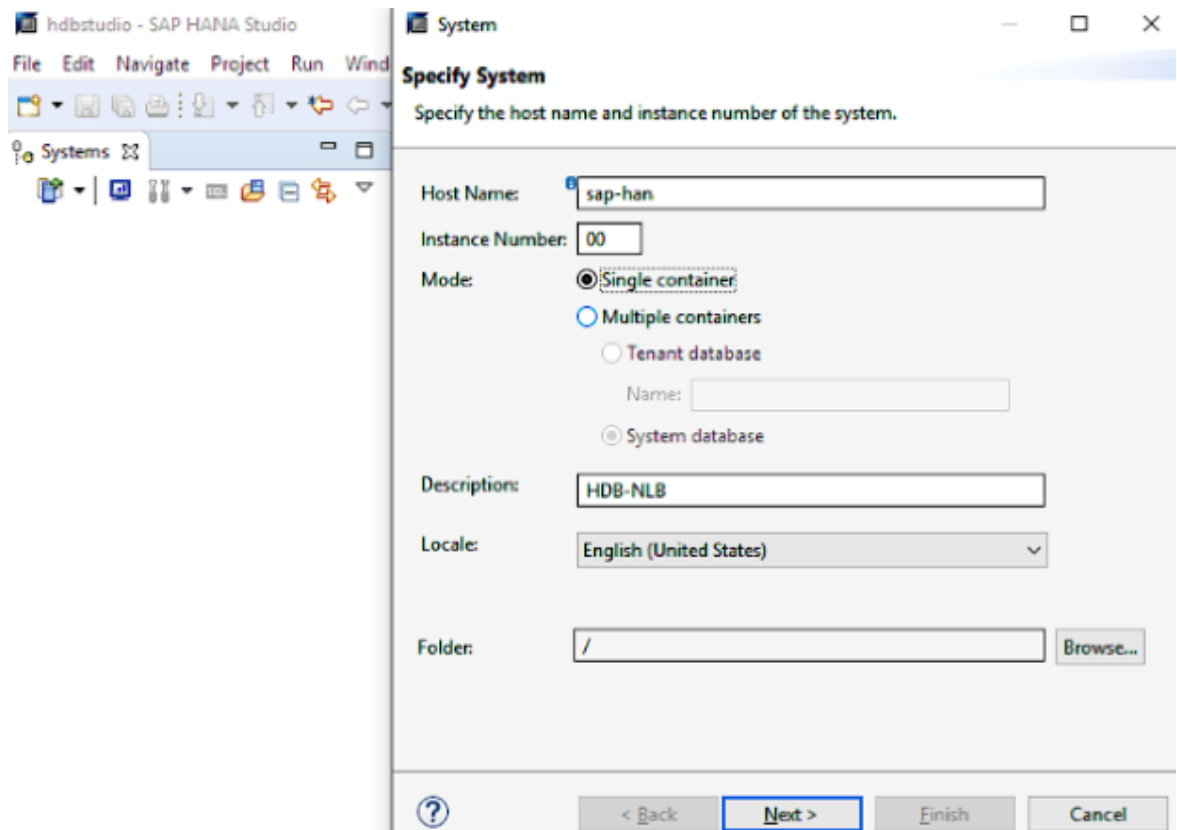 hdbstudio - SAP HANA Studio
File Edit Navigate Project Run Wind
Systems
System
Specify System
Specify the host name and instance number of the system.
Host Name: sap-han
Instance Number: 00
Mode: Single container
Multiple containers
Tenant database
Name:
System database
Description: HDB-NLB
Locale: English (United States)
Folder: / Browse...
? < Back Next > Finish Cancel